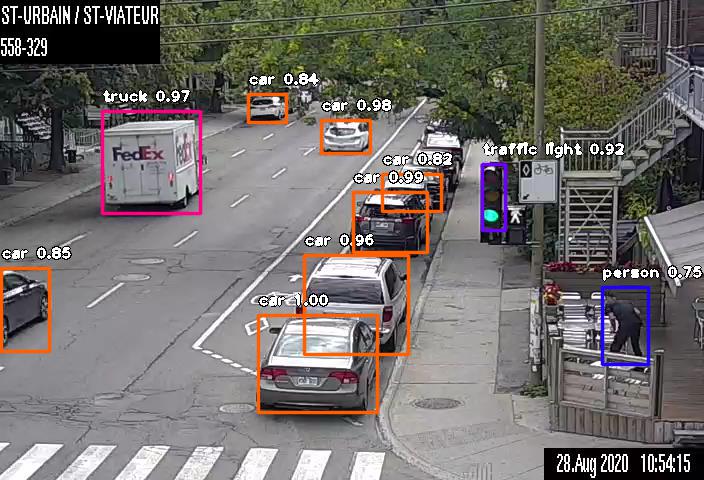 ST-URBAIN / ST-VIATEUR
558-329
car 0.84
truck 0.97
car 0.98
FedEx
FedEx
traffic light 0.92
car 0.82
car 0.99
car 0.96
car 0.85
person 0.75
car 1.00
28.Aug 2020 10:54:15